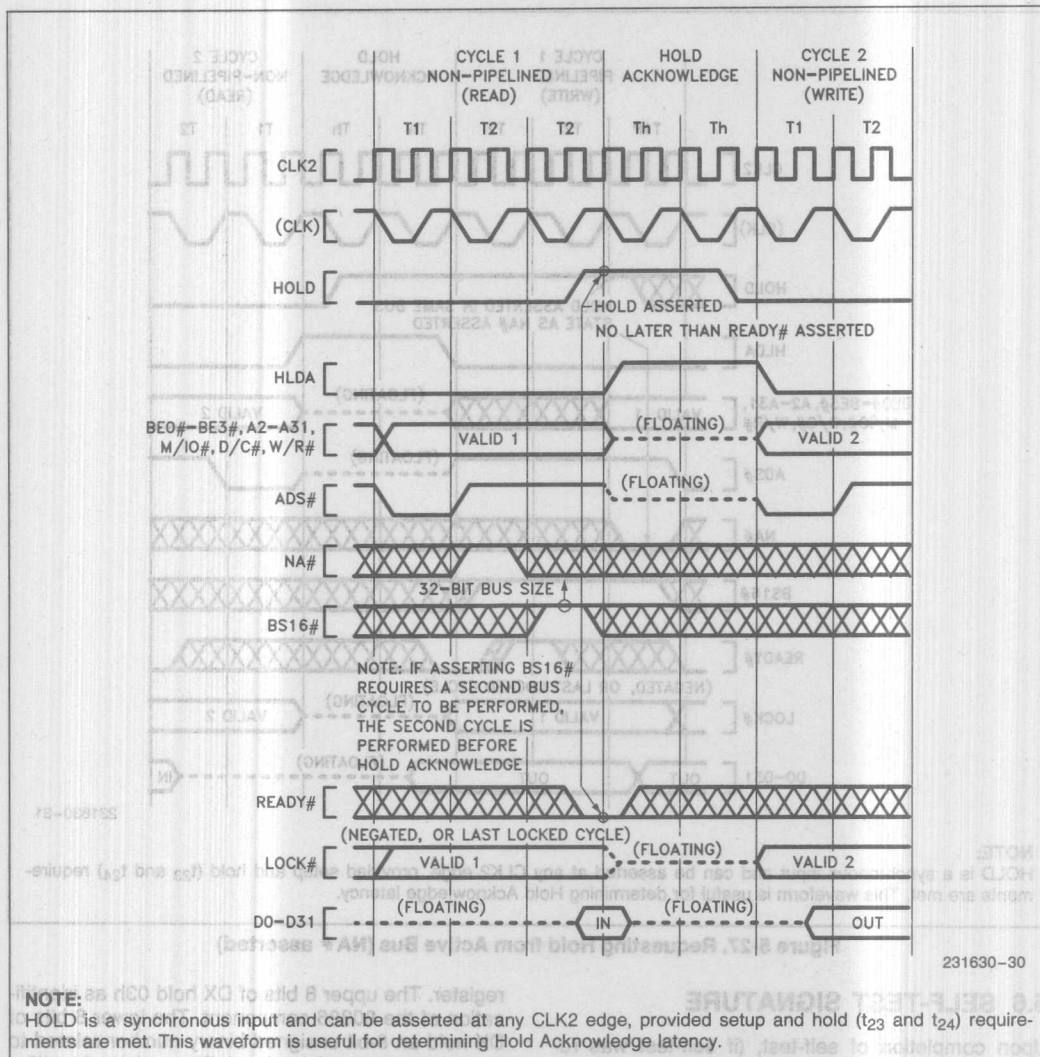 CYCLE 1
NON-PIPELINED
(READ)
HOLD
ACKNOWLEDGE
CYCLE 2
NON-PIPELINED
(WRITE)
T1 T2 T2 Th Th T1 T2
CLK2
(CLK)
HOLD
HOLD ASSERTED
NO LATER THAN READY# ASSERTED
HLDA
BE0#-BE3#, A2-A31,
M/IO#, D/C#, W/R#
VALID 1 (FLOATING) VALID 2
ADS#
(FLOATING)
NA#
32-BIT BUS SIZE
BS16#
NOTE: IF ASSERTING BS16#
REQUIRES A SECOND BUS
CYCLE TO BE PERFORMED,
THE SECOND CYCLE IS
PERFORMED BEFORE
HOLD ACKNOWLEDGE
READY#
(NEGATED, OR LAST LOCKED CYCLE)
LOCK#
VALID 1 (FLOATING) VALID 2
D0-D31
(FLOATING) IN (FLOATING) OUT
231630-30
NOTE:
HOLD is a synchronous input and can be asserted at any CLK2 edge, provided setup and hold (t23 and t24) require-
ments are met. This waveform is useful for determining Hold Acknowledge latency.